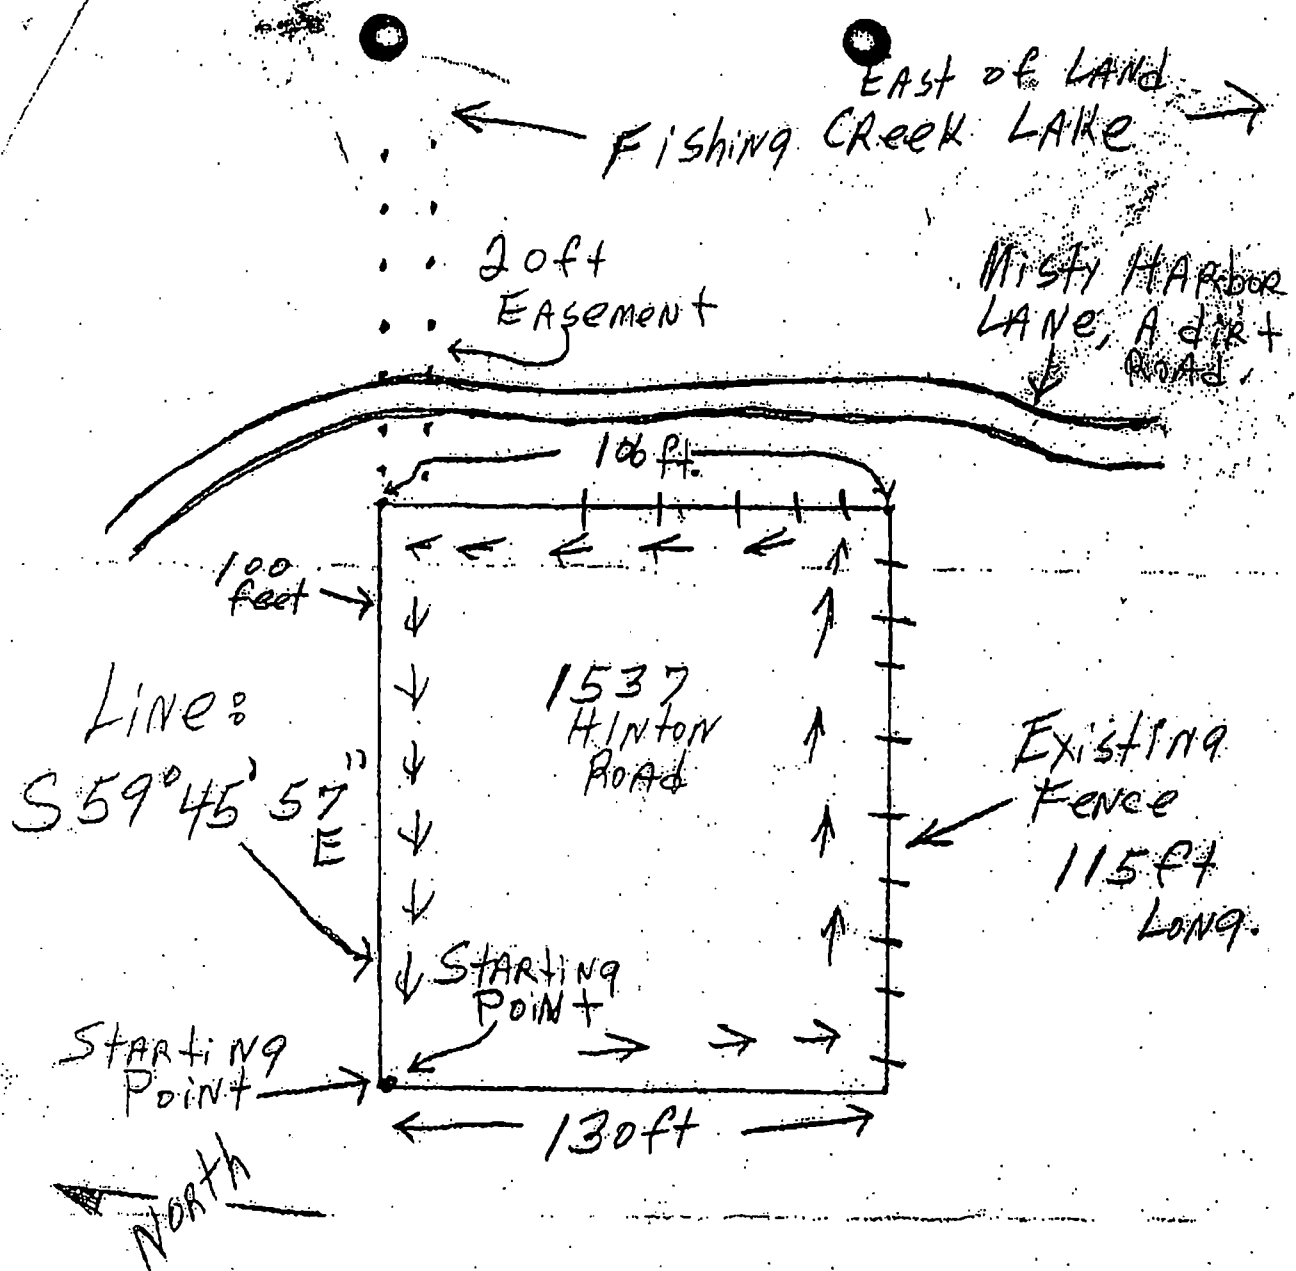 EAst of LANd
Fishing CReek LAke
20ft
EAsemeNt
Misty HARbor
LANe, A diRt
ROAd
106 ft.
100
feet
LiNe:
S59°45'57"
E
1537
HINtoN
ROAd
ExistiNg
FeNce
115ft
LoNg.
StARtiNg
PoiNt
StARtiNg
PoiNt
130ft
NoRth